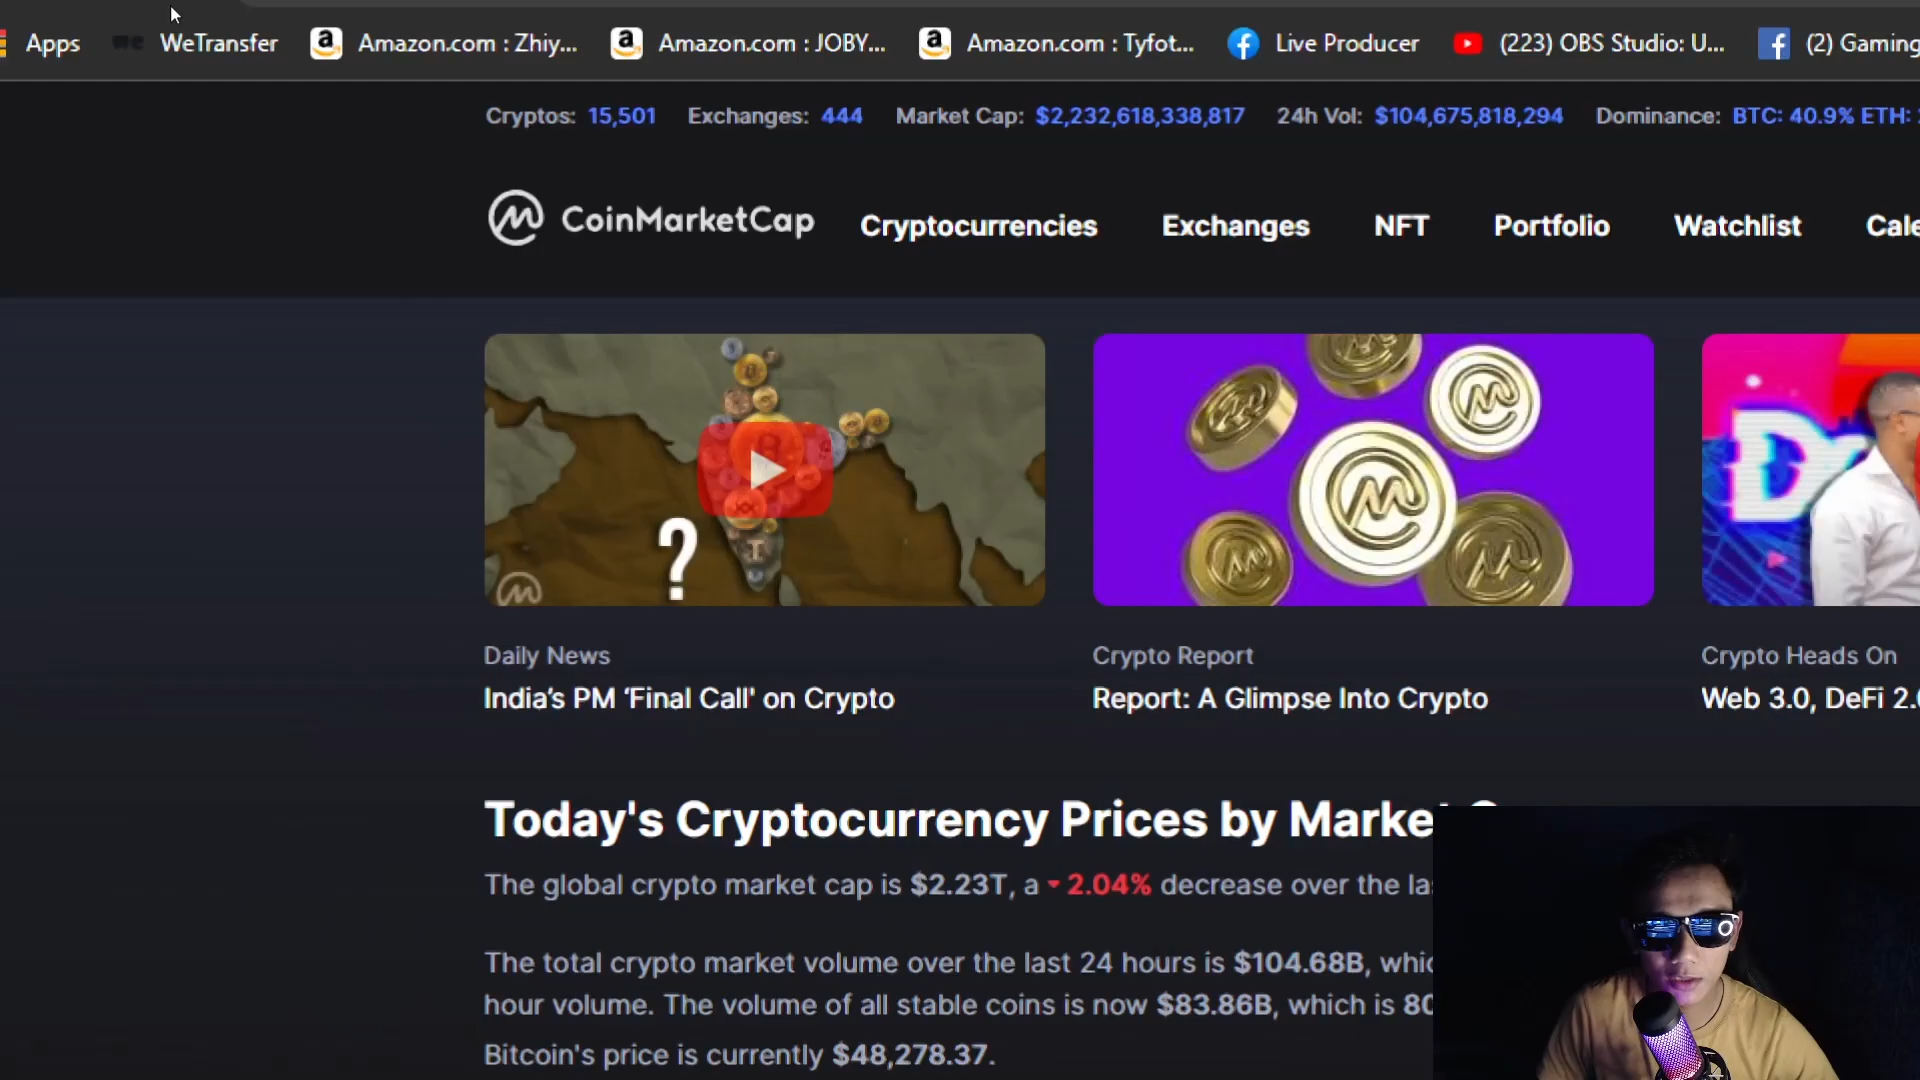 Apps WeTransfer Amazon.com : Zhiy... Amazon.com : JOBY... Amazon.com : Tyfot... Live Producer (223) OBS Studio: U... (2) Gaming
Cryptos: 15,501 Exchanges: 444 Market Cap: $2,232,618,338,817 24h Vol: $104,675,818,294 Dominance: BTC: 40.9% ETH:
CoinMarketCap Cryptocurrencies Exchanges NFT Portfolio Watchlist Cale
?
Daily News Crypto Report Crypto Heads On
India's PM ‘Final Call' on Crypto Report: A Glimpse Into Crypto Web 3.0, DeFi 2.0
Today's Cryptocurrency Prices by Marke
The global crypto market cap is $2.23T, a 2.04% decrease over the la
The total crypto market volume over the last 24 hours is $104.68B, whic
hour volume. The volume of all stable coins is now $83.86B, which is 80
Bitcoin's price is currently $48,278.37.